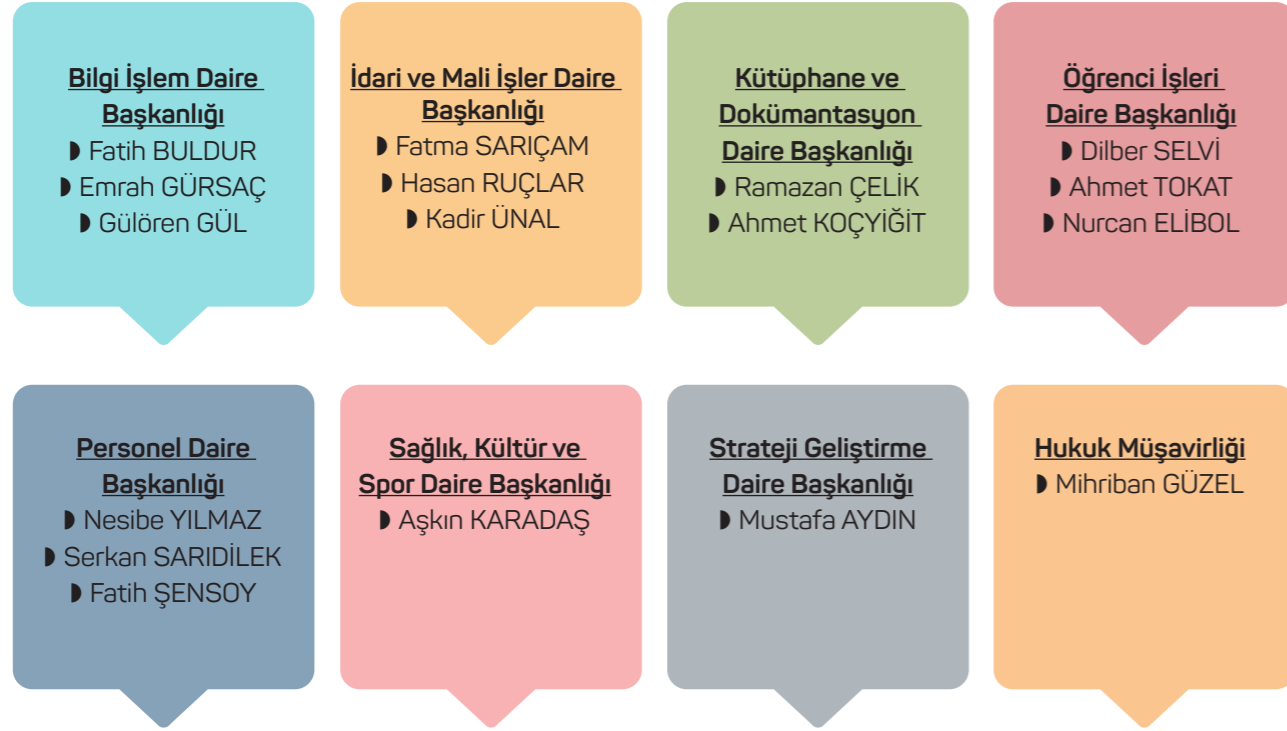 Bilgi İşlem Daire
Başkanlığı
◗ Fatih BULDUR
◗ Emrah GÜRSAÇ
◗ Gülören GÜL
İdari ve Mali İşler Daire
Başkanlığı
◗ Fatma SARIÇAM
◗ Hasan RUÇLAR
◗ Kadir ÜNAL
Kütüphane ve
Dokümantasyon
Daire Başkanlığı
◗ Ramazan ÇELİK
◗ Ahmet KOÇYİĞİT
Öğrenci İşleri
Daire Başkanlığı
◗ Dilber SELVİ
◗ Ahmet TOKAT
◗ Nurcan ELİBOL
Personel Daire
Başkanlığı
◗ Nesibe YILMAZ
◗ Serkan SARIDİLEK
◗ Fatih ŞENSOY
Sağlık, Kültür ve
Spor Daire Başkanlığı
◗ Aşkın KARADAŞ
Strateji Geliştirme
Daire Başkanlığı
◗ Mustafa AYDIN
Hukuk Müşavirliği
◗ Mihriban GÜZEL